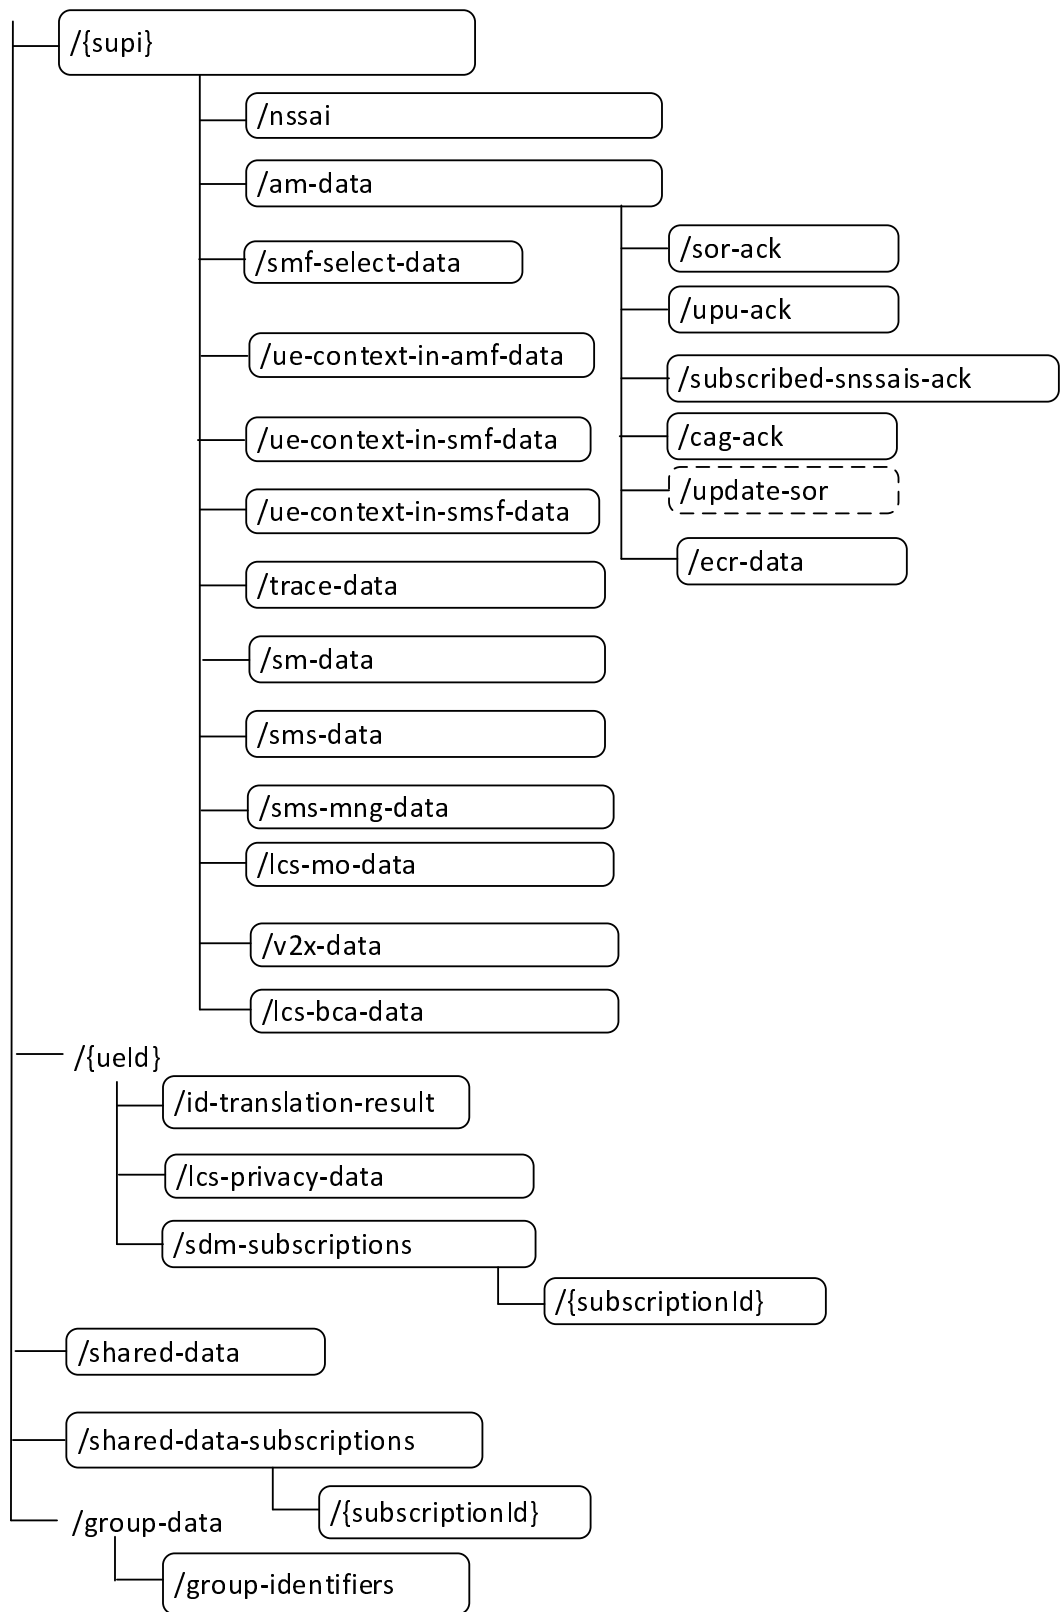 /{supi}
/nssai
/am-data
/sor-ack
/smf-select-data
/upu-ack
/ue-context-in-amf-data
/subscribed-snssais-ack
/ue-context-in-smf-data
/cag-ack
/update-sor
/ue-context-in-smsf-data
/ecr-data
/trace-data
/sm-data
/sms-data
/sms-mng-data
/lcs-mo-data
/v2x-data
/lcs-bca-data
/{ueId}
/id-translation-result
/lcs-privacy-data
/sdm-subscriptions
/{subscriptionId}
/shared-data
/shared-data-subscriptions
/{subscriptionId}
/group-data
/group-identifiers